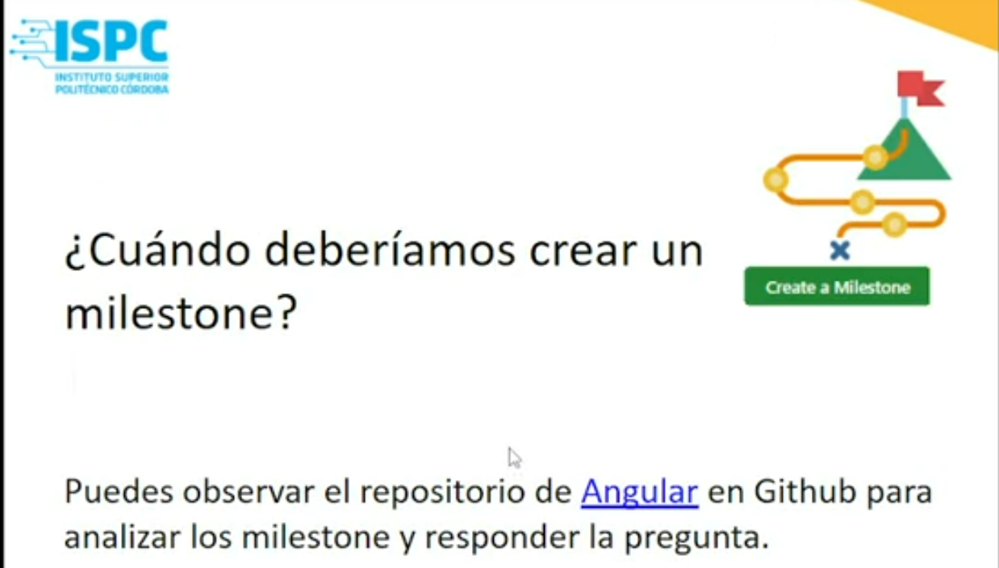 ISPC
INSTITUTO SUPERIOR
POLITÉCNICO CÓRDOBA
¿Cuándo deberíamos crear un
milestone?
Create a Milestone
Puedes observar el repositorio de Angular en Github para
analizar los milestone y responder la pregunta.